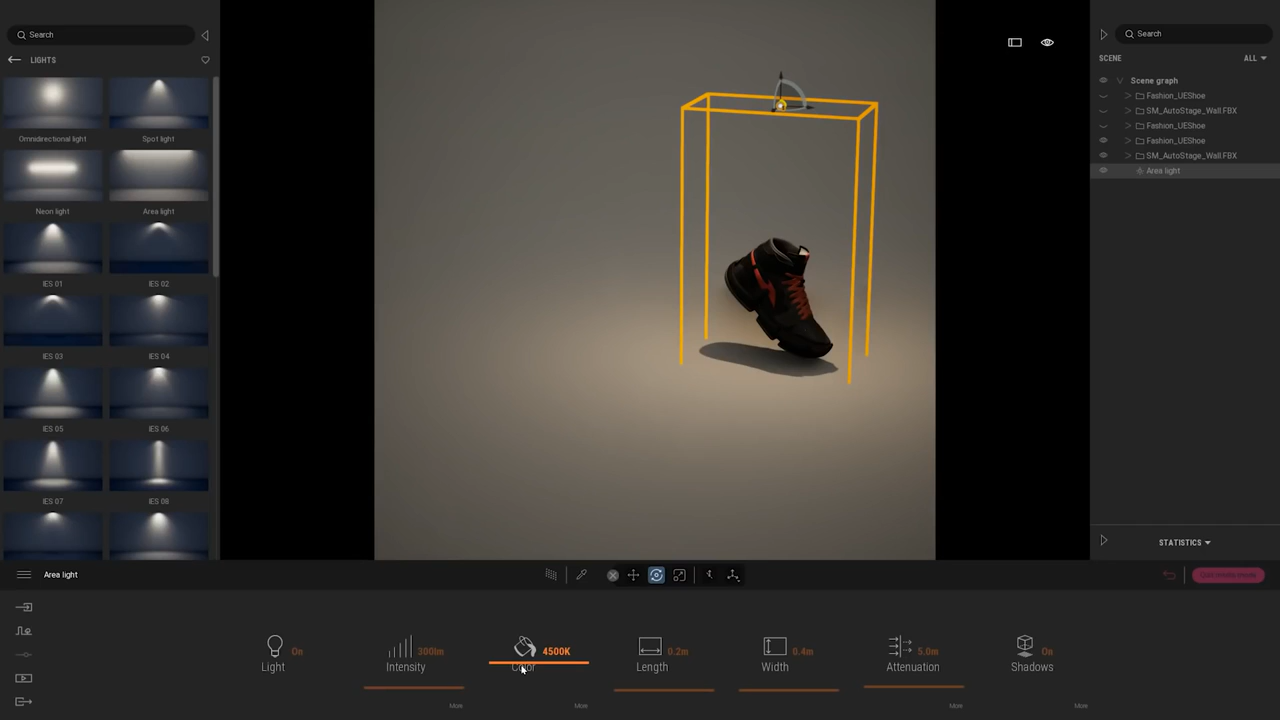 Search
LIGHTS
Omnidirectional light
Spot light
Neon light
Area light
IES 01
IES 02
IES 03
IES 04
IES 05
IES 06
IES 07
IES 08
Search
SCENE
ALL
Scene graph
Fashion_UEShoe
SM_AutoStage_Wall.FBX
Fashion_UEShoe
Fashion_UEShoe
SM_AutoStage_Wall.FBX
Area light
STATISTICS
Area light
On
Light
300lm
Intensity
More
4500K
Color
More
0.2m
Length
0.4m
Width
5.0m
Attenuation
More
On
Shadows
More